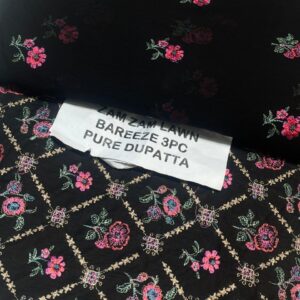 ZAM ZAM LAWN
BAREEZE 3PC
PURE DUPATTA